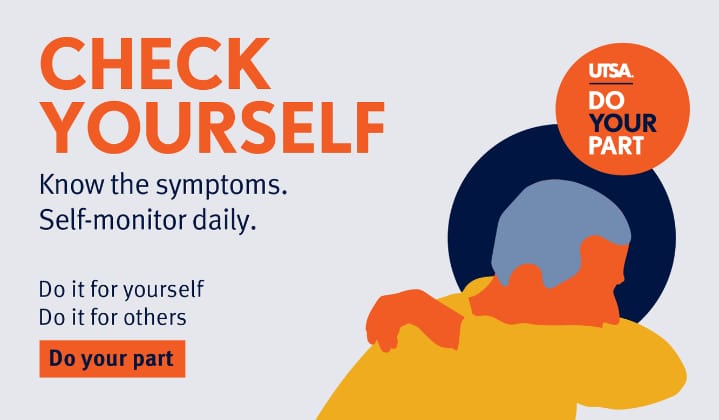 CHECK
YOURSELF
Know the symptoms.
Self-monitor daily.
Do it for yourself
Do it for others
Do your part
UTSA.
DO
YOUR
PART